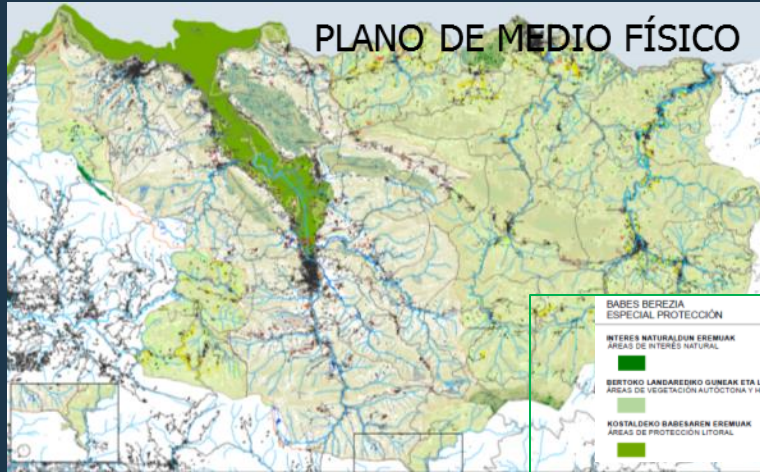 PLANO DE MEDIO FÍSICO
BABES BEREZIA
ESPECIAL PROTECCIÓN
INTERES NATURALDUN EREMUAK
ÁREAS DE INTERÉS NATURAL
BERTOKO LANDAREDIKO GUNEAK ETA L
ÁREAS DE VEGETACIÓN AUTÓCTONA Y H
KOSTALDEKO BABESAREN EREMUAK
ÁREAS DE PROTECCIÓN LITORAL